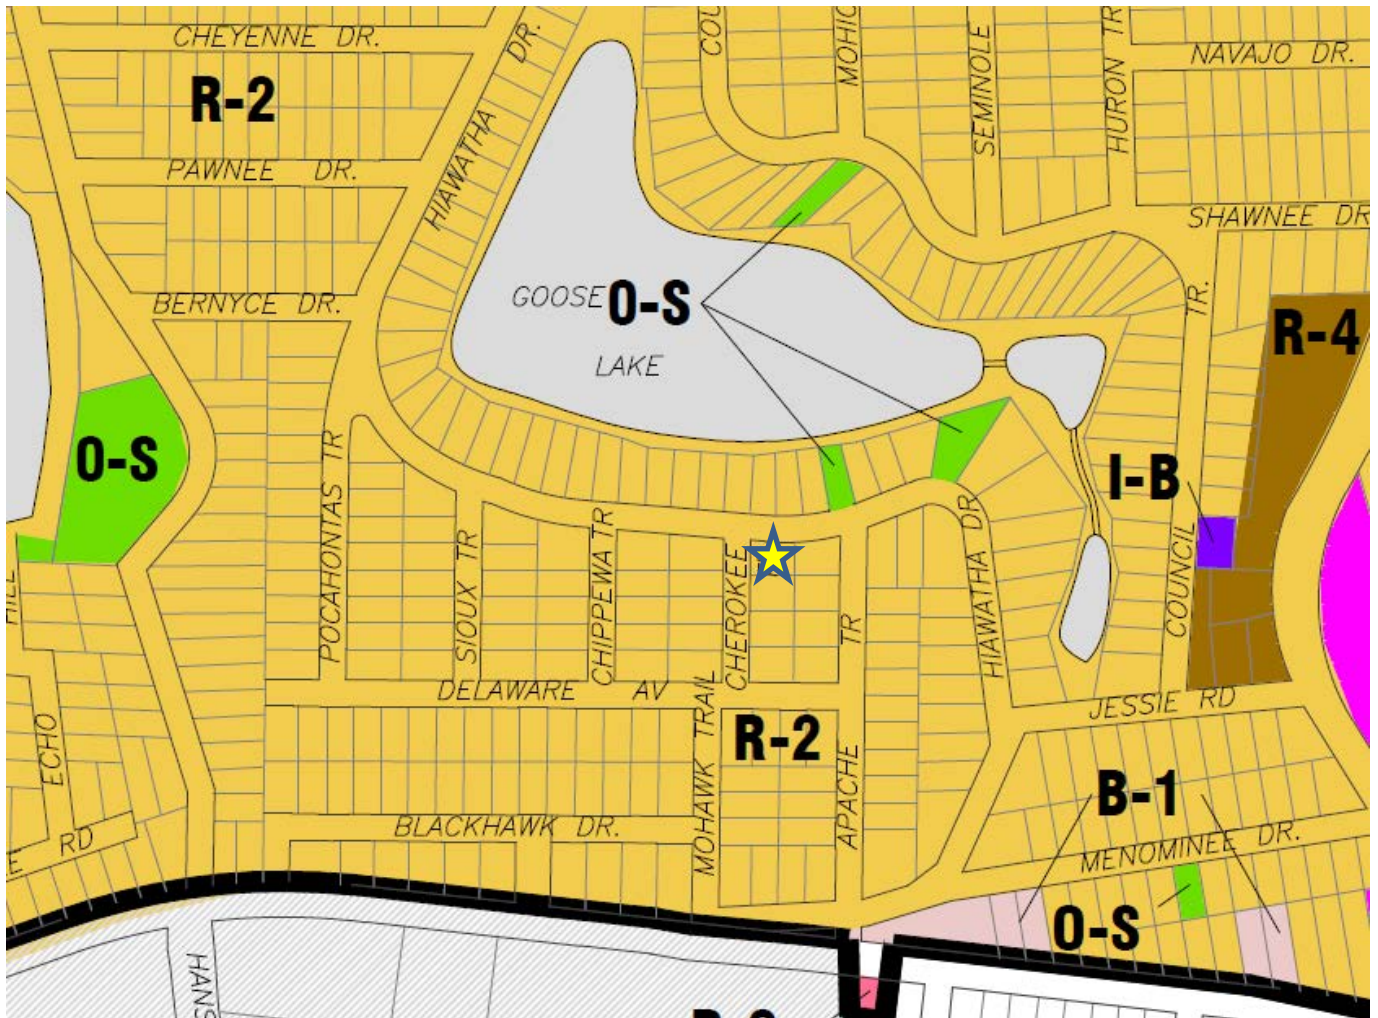 CHEYENNE DR.
R-2
HIAWATHA DR.
MOHIC
SEMINOLE
HURON TR
NAVAJO DR.
PAWNEE DR.
SHAWNEE DR
BERNYCE DR.
GOOSE
LAKE
O-S
TR.
R-4
O-S
I-B
POCAHONTAS TR
SIOUX TR
CHIPPEWA TR
CHEROKEE
TR
HIAWATHA DR
COUNCIL
DELAWARE AV
JESSIE RD
ECHO
MOHAWK TRAIL
R-2
APACHE
B-1
RD
BLACKHAWK DR.
MENOMINEE DR.
O-S
HANS